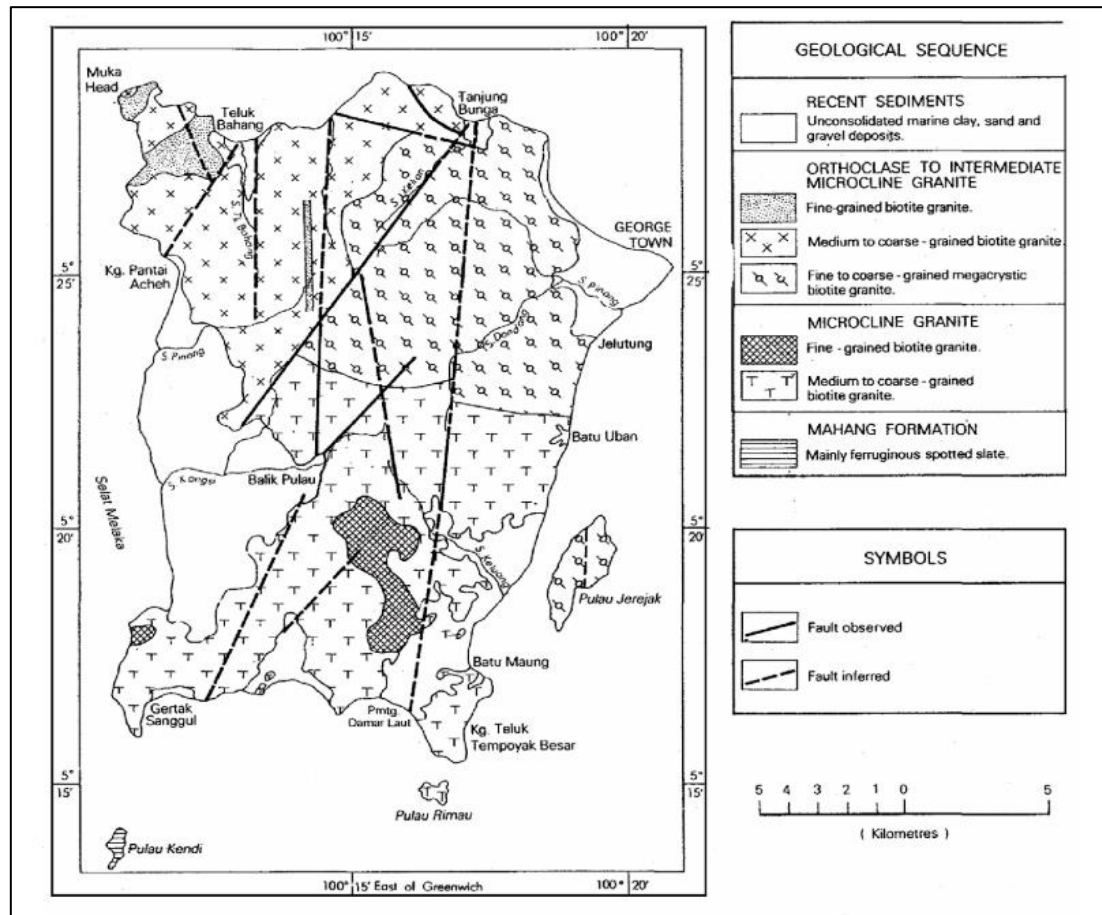 100° 15'
100° 20'
Muka
Head
Teluk
Bahang
Tanjung
Bunga
S. Kelian
S. Tk. Bahang
GEORGE
TOWN
5°
25'
5°
25'
Kg. Pantai
Acheh
S. Pinang
S. Pinang
S. Dondang
Jelutung
Batu Uban
Balik Pulau
S. Kongsi
Selat Melaka
5°
20'
5°
20'
S. Keluang
Pulau Jerejak
Batu Maung
Gertak
Sanggul
Pmtg.
Damar Laut
Kg. Teluk
Tempoyak Besar
5°
15'
5°
15'
Pulau Rimau
Pulau Kendi
100° 15' East of Greenwich
100° 20'
GEOLOGICAL SEQUENCE
RECENT SEDIMENTS
Unconsolidated marine clay, sand and
gravel deposits.
ORTHOCLASE TO INTERMEDIATE
MICROCLINE GRANITE
Fine-grained biotite granite.
Medium to coarse - grained biotite granite.
Fine to coarse - grained megacrystic
biotite granite.
MICROCLINE GRANITE
Fine - grained biotite granite.
Medium to coarse - grained
biotite granite.
MAHANG FORMATION
Mainly ferruginous spotted slate.
SYMBOLS
Fault observed
Fault inferred
5 4 3 2 1 0 5
( Kilometres )